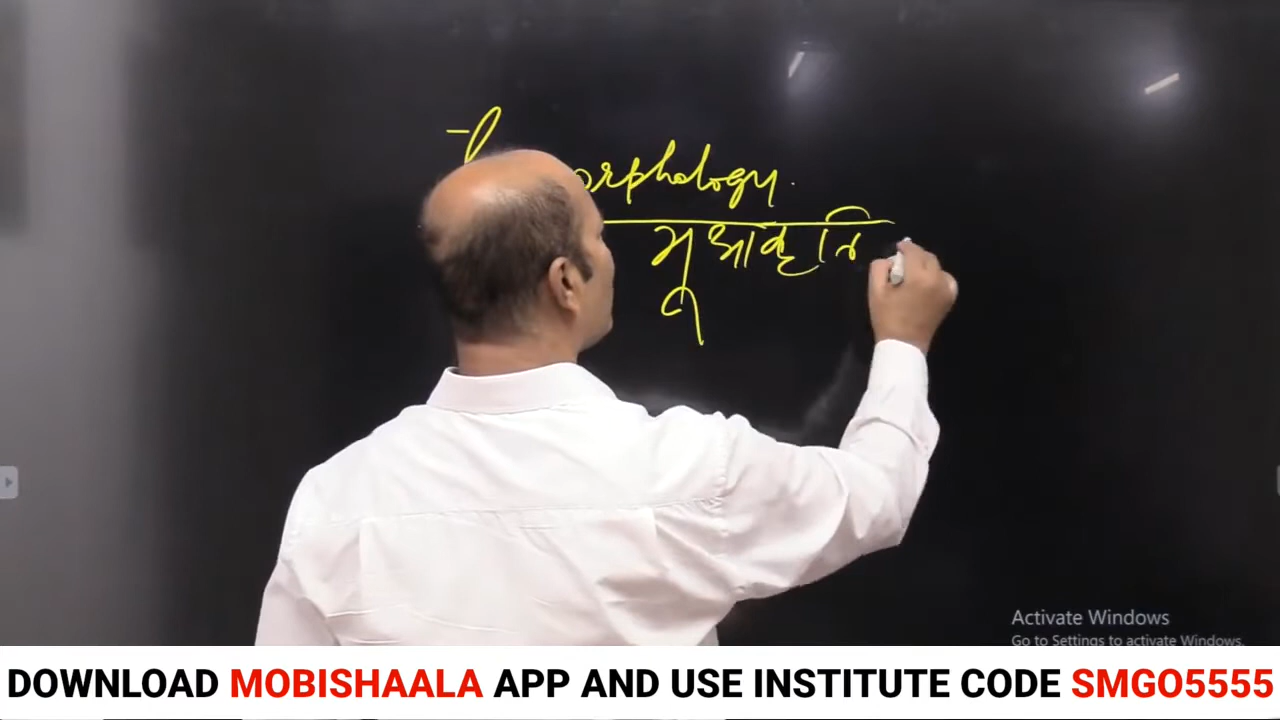 orphology.
भू आकृति
Activate Windows
Go to Settings to activate Windows.
DOWNLOAD MOBISHAALA APP AND USE INSTITUTE CODE SMGO5555